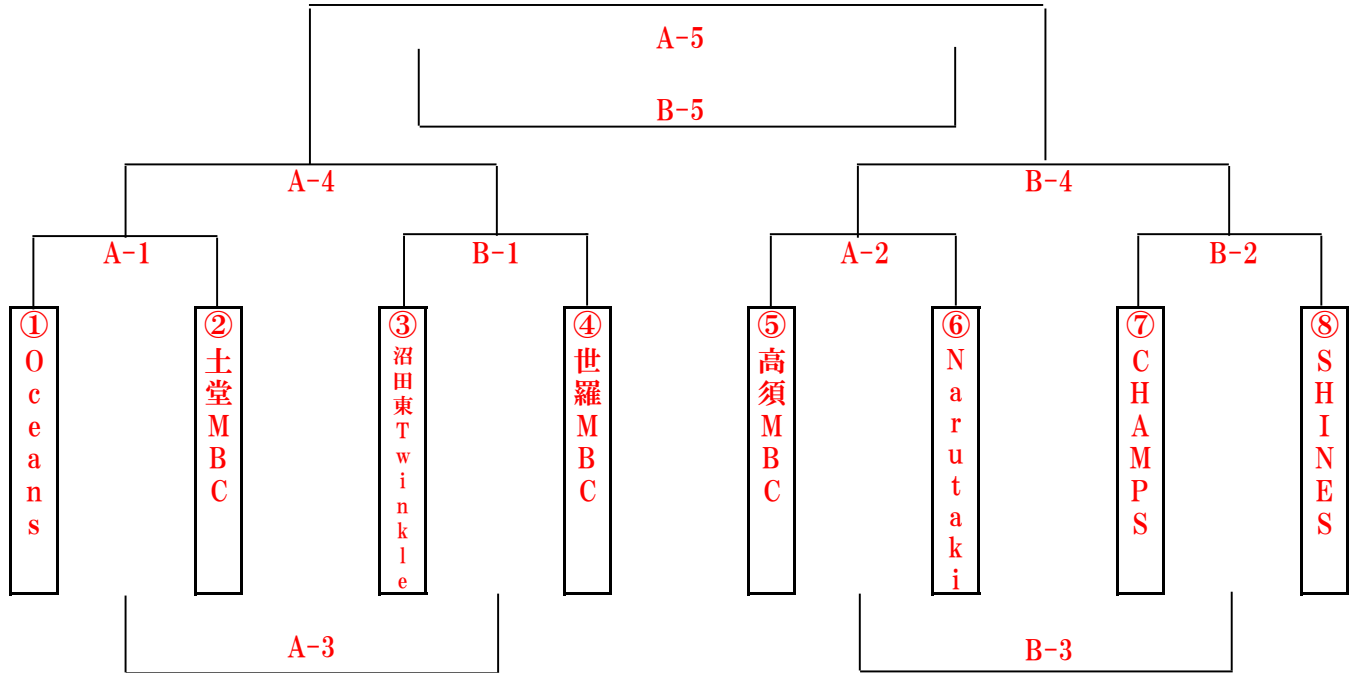 A-5
B-5
A-4
B-4
A-1
B-1
A-2
B-2
①Oceans
②土堂MBC
③沼田東Twinkle
④世羅MBC
⑤高須MBC
⑥Narutaki
⑦CHAMPS
⑧SHINES
A-3
B-3